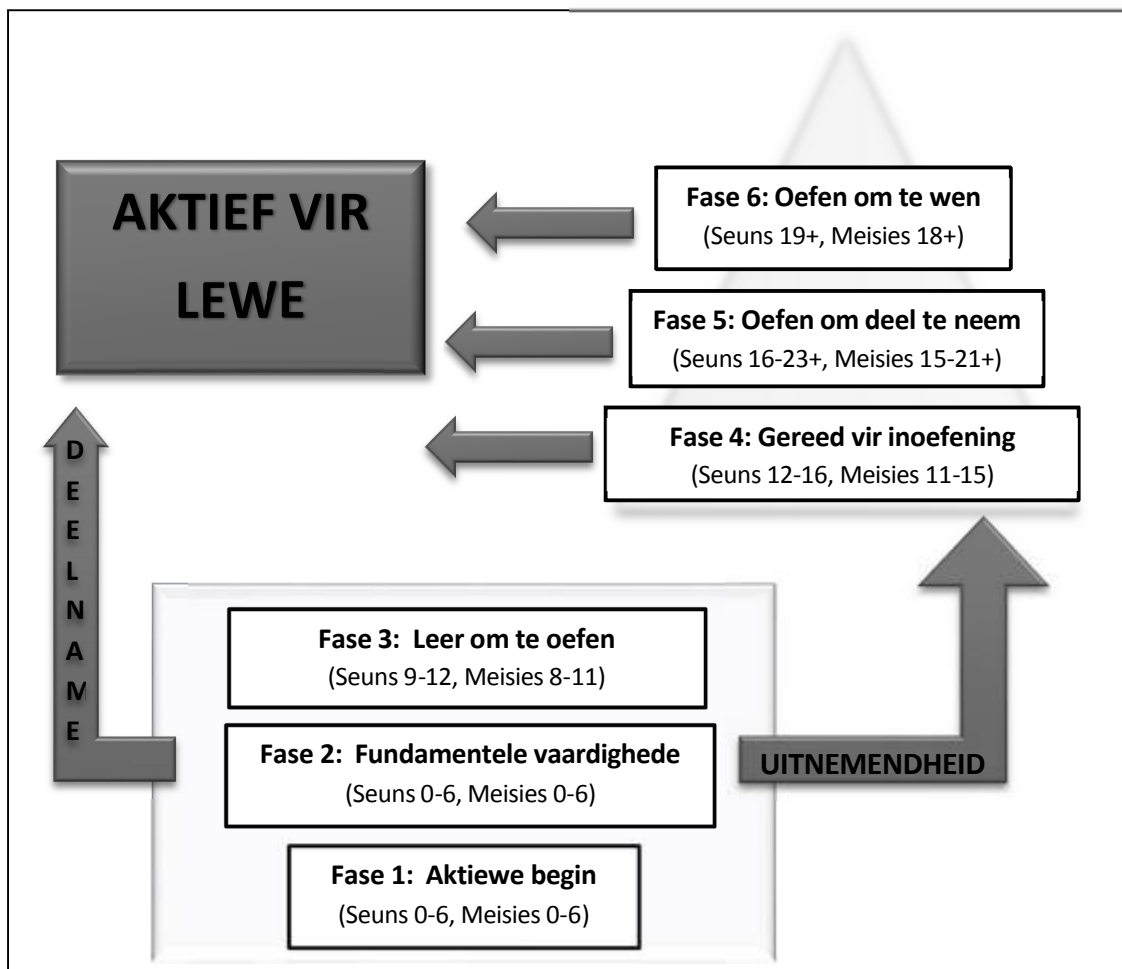 AKTIEF VIR
LEWE
Fase 6: Oefen om te wen
(Seuns 19+, Meisies 18+)
Fase 5: Oefen om deel te neem
(Seuns 16-23+, Meisies 15-21+)
Fase 4: Gereed vir inoefening
(Seuns 12-16, Meisies 11-15)
DEELNAME
Fase 3: Leer om te oefen
(Seuns 9-12, Meisies 8-11)
Fase 2: Fundamentele vaardighede
(Seuns 0-6, Meisies 0-6)
UITNEMENDHEID
Fase 1: Aktiewe begin
(Seuns 0-6, Meisies 0-6)